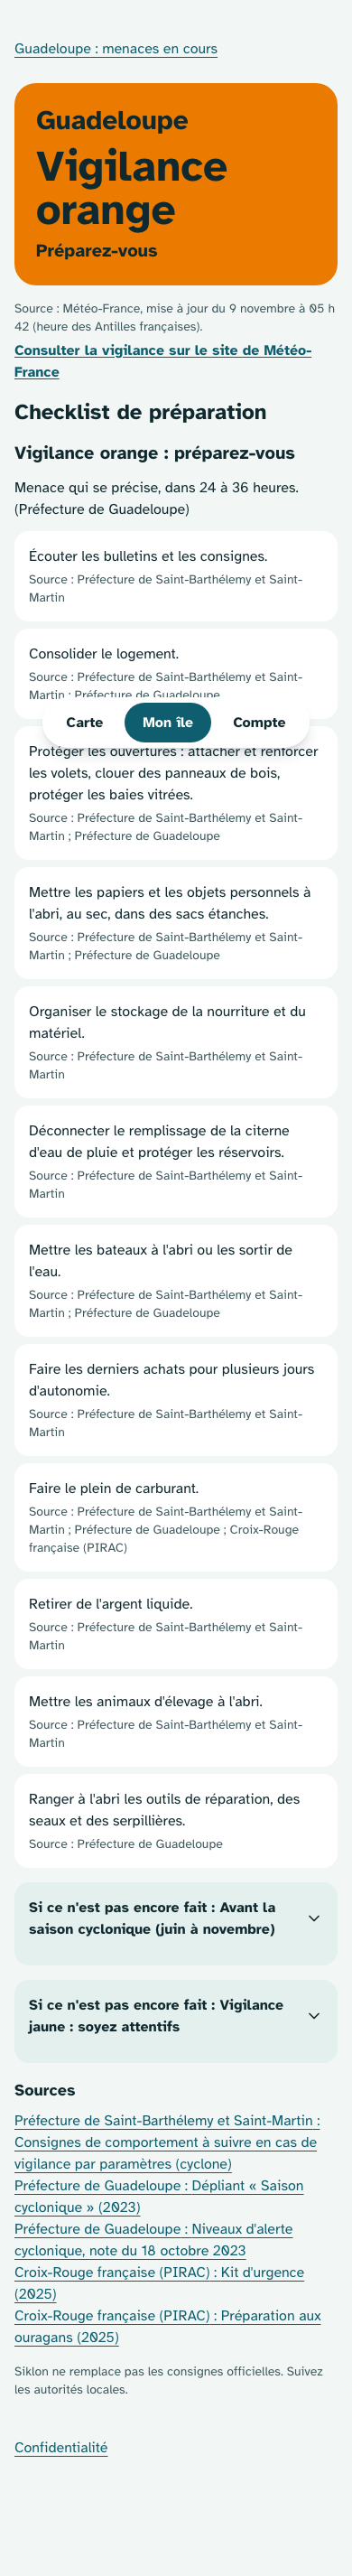 Guadeloupe : menaces en cours
Guadeloupe
Vigilance
orange
Préparez-vous
Source : Météo-France, mise à jour du 9 novembre à 05 h
42 (heure des Antilles françaises).
Consulter la vigilance sur le site de Météo-
France
Checklist de préparation
Vigilance orange : préparez-vous
Menace qui se précise, dans 24 à 36 heures.
(Préfecture de Guadeloupe)
Écouter les bulletins et les consignes.
Source : Préfecture de Saint-Barthélemy et Saint-
Martin
Consolider le logement.
Source : Préfecture de Saint-Barthélemy et Saint-
Martin ; Préfecture de Guadeloupe
Carte
Mon île
Compte
Protéger les ouvertures : attacher et renforcer
les volets, clouer des panneaux de bois,
protéger les baies vitrées.
Source : Préfecture de Saint-Barthélemy et Saint-
Martin ; Préfecture de Guadeloupe
Mettre les papiers et les objets personnels à
l'abri, au sec, dans des sacs étanches.
Source : Préfecture de Saint-Barthélemy et Saint-
Martin ; Préfecture de Guadeloupe
Organiser le stockage de la nourriture et du
matériel.
Source : Préfecture de Saint-Barthélemy et Saint-
Martin
Déconnecter le remplissage de la citerne
d'eau de pluie et protéger les réservoirs.
Source : Préfecture de Saint-Barthélemy et Saint-
Martin
Mettre les bateaux à l'abri ou les sortir de
l'eau.
Source : Préfecture de Saint-Barthélemy et Saint-
Martin ; Préfecture de Guadeloupe
Faire les derniers achats pour plusieurs jours
d'autonomie.
Source : Préfecture de Saint-Barthélemy et Saint-
Martin
Faire le plein de carburant.
Source : Préfecture de Saint-Barthélemy et Saint-
Martin ; Préfecture de Guadeloupe ; Croix-Rouge
française (PIRAC)
Retirer de l'argent liquide.
Source : Préfecture de Saint-Barthélemy et Saint-
Martin
Mettre les animaux d'élevage à l'abri.
Source : Préfecture de Saint-Barthélemy et Saint-
Martin
Ranger à l'abri les outils de réparation, des
seaux et des serpillières.
Source : Préfecture de Guadeloupe
Si ce n'est pas encore fait : Avant la
saison cyclonique (juin à novembre)
Si ce n'est pas encore fait : Vigilance
jaune : soyez attentifs
Sources
Préfecture de Saint-Barthélemy et Saint-Martin :
Consignes de comportement à suivre en cas de
vigilance par paramètres (cyclone)
Préfecture de Guadeloupe : Dépliant « Saison
cyclonique » (2023)
Préfecture de Guadeloupe : Niveaux d'alerte
cyclonique, note du 18 octobre 2023
Croix-Rouge française (PIRAC) : Kit d'urgence
(2025)
Croix-Rouge française (PIRAC) : Préparation aux
ouragans (2025)
Siklon ne remplace pas les consignes officielles. Suivez
les autorités locales.
Confidentialité